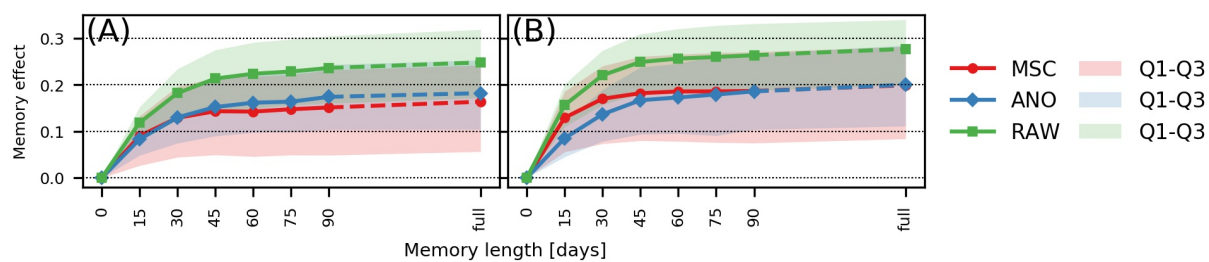 (A)
(B)
Memory effect
0.3
0.2
0.1
0.0
0
15
30
45
60
75
90
full
0
15
30
45
60
75
90
full
Memory length [days]
MSC Q1-Q3
ANO Q1-Q3
RAW Q1-Q3